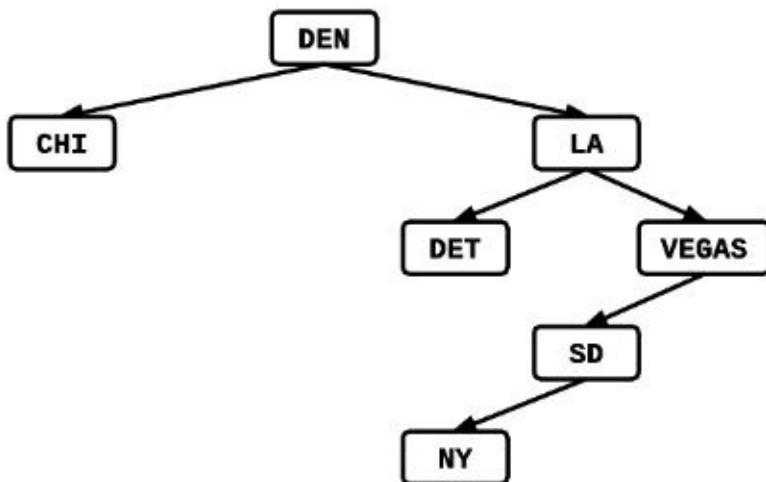 DEN
CHI
LA
DET
VEGAS
SD
NY